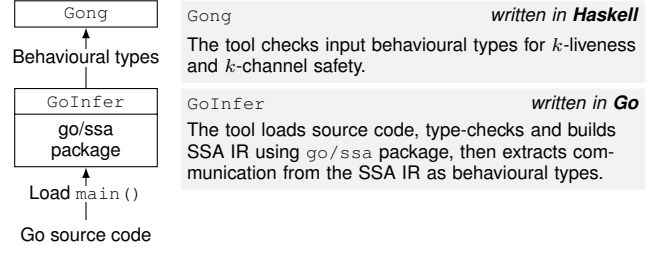 Gong
Behavioural types
GoInfer
go/ssa
package
Load main()
Go source code
Gong written in Haskell
The tool checks input behavioural types for k-liveness
and k-channel safety.
GoInfer written in Go
The tool loads source code, type-checks and builds
SSA IR using go/ssa package, then extracts com-
munication from the SSA IR as behavioural types.